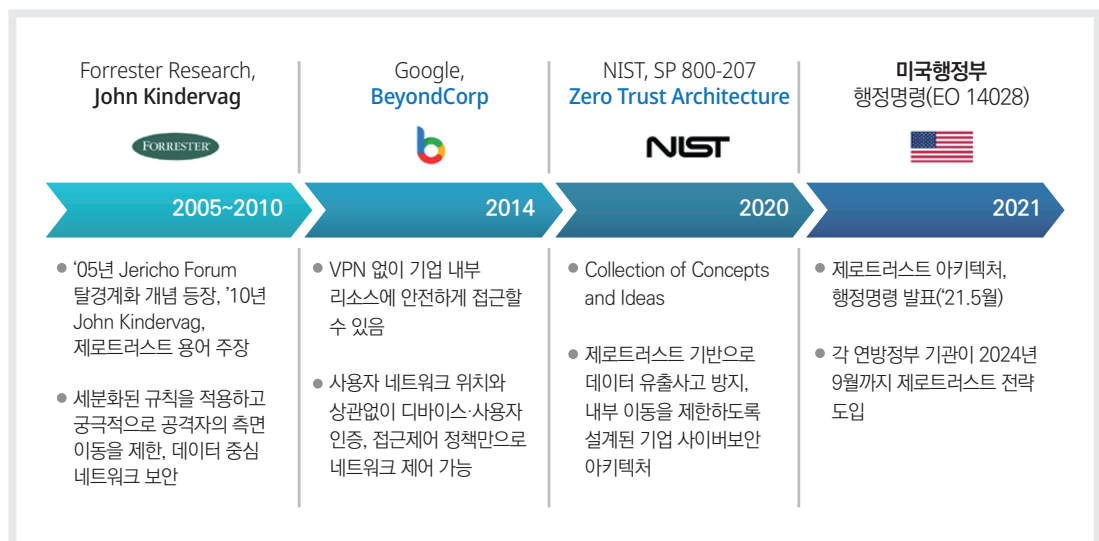 Forrester Research,
John Kindervag
FORRESTER
2005~2010
‘05년 Jericho Forum
탈경계화 개념 등장, ’10년
John Kindervag,
제로트러스트 용어 주장
세분화된 규칙을 적용하고
궁극적으로 공격자의 측면
이동을 제한, 데이터 중심
네트워크 보안
Google,
BeyondCorp
2014
VPN 없이 기업 내부
리소스에 안전하게 접근할
수 있음
사용자 네트워크 위치와
상관없이 디바이스·사용자
인증, 접근제어 정책만으로
네트워크 제어 가능
NIST, SP 800-207
Zero Trust Architecture
NIST
2020
Collection of Concepts
and Ideas
제로트러스트 기반으로
데이터 유출사고 방지,
내부 이동을 제한하도록
설계된 기업 사이버보안
아키텍처
미국행정부
행정명령(EO 14028)
2021
제로트러스트 아키텍처,
행정명령 발표(‘21.5월)
각 연방정부 기관이 2024년
9월까지 제로트러스트 전략
도입